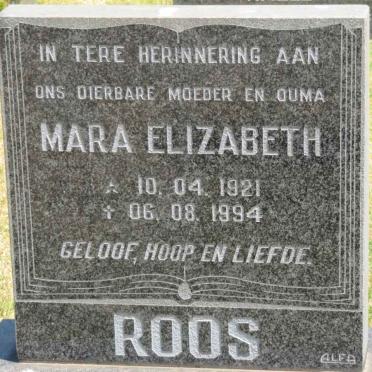 IN TERE HERINNERING AAN
ONS DIERBARE MOEDER EN OUMA
MARA ELIZABETH
☆ 10. 04. 1921
✝ 06. 08. 1994
GELOOF, HOOP EN LIEFDE.
ROOS
ALFA